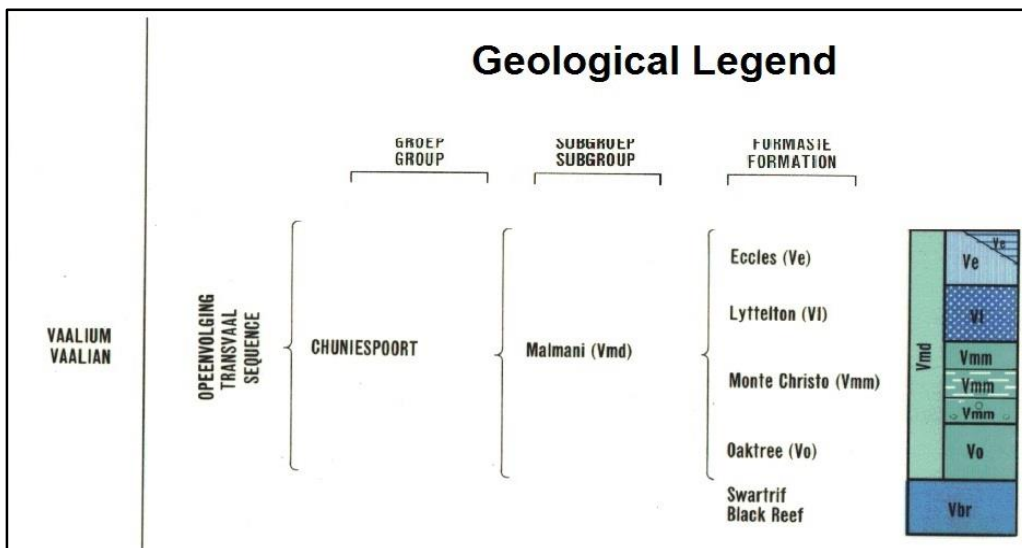 Geological Legend
GROEP
GROUP
SUBGROEP
SUBGROUP
FORMASIE
FORMATION
VAALIUM
VAALIAN
OPEENVOLGING
TRANSVAAL
SEQUENCE
CHUNIESPOORT
Malmani (Vmd)
Eccles (Ve)
Lyttelton (Vl)
Monte Christo (Vmm)
Oaktree (Vo)
Swartrif
Black Reef
Vmd
Ve
Ve
Vl
Vmm
Vmm
Vmm
Vo
Vbr